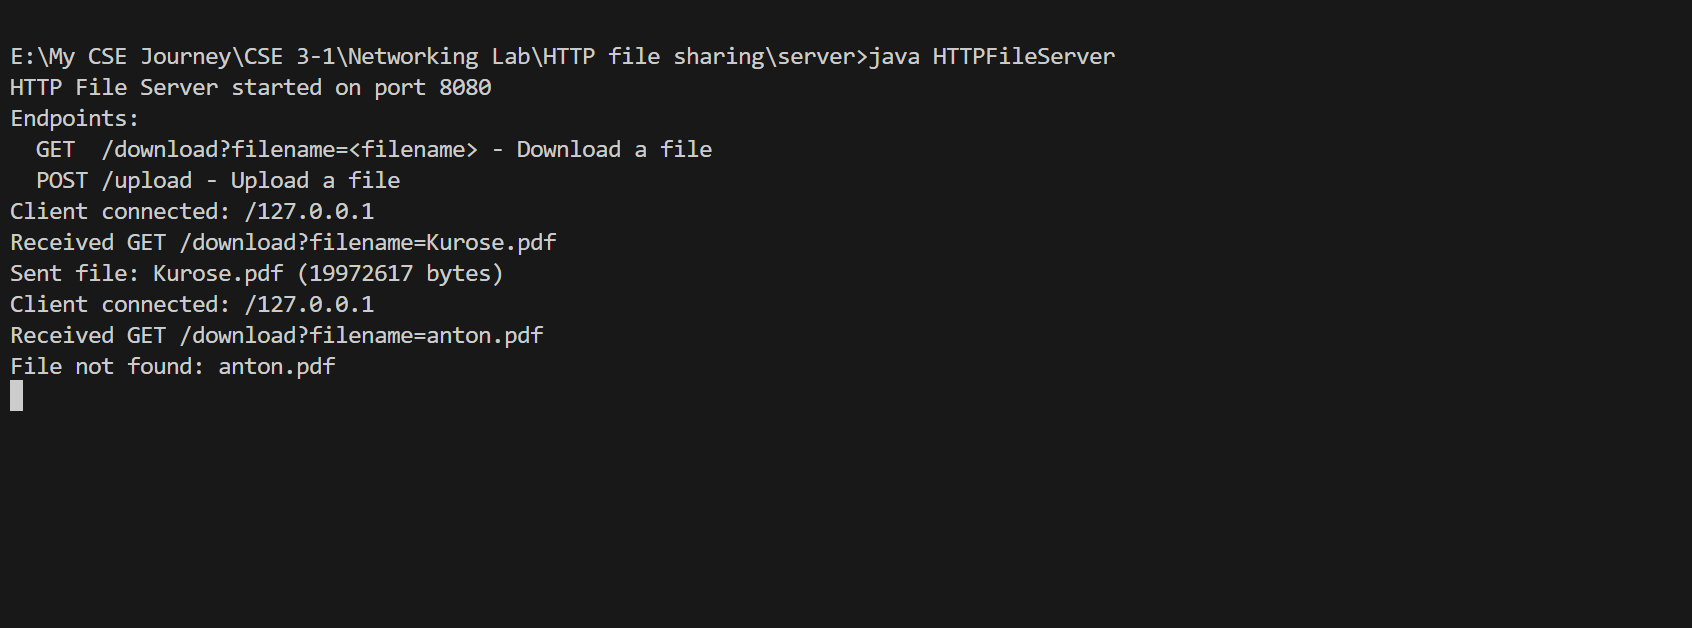 E:\My CSE Journey\CSE 3-1\Networking Lab\HTTP file sharing\server>java HTTPFileServer
HTTP File Server started on port 8080
Endpoints:
  GET  /download?filename=<filename> - Download a file
  POST /upload - Upload a file
Client connected: /127.0.0.1
Received GET /download?filename=Kurose.pdf
Sent file: Kurose.pdf (19972617 bytes)
Client connected: /127.0.0.1
Received GET /download?filename=anton.pdf
File not found: anton.pdf